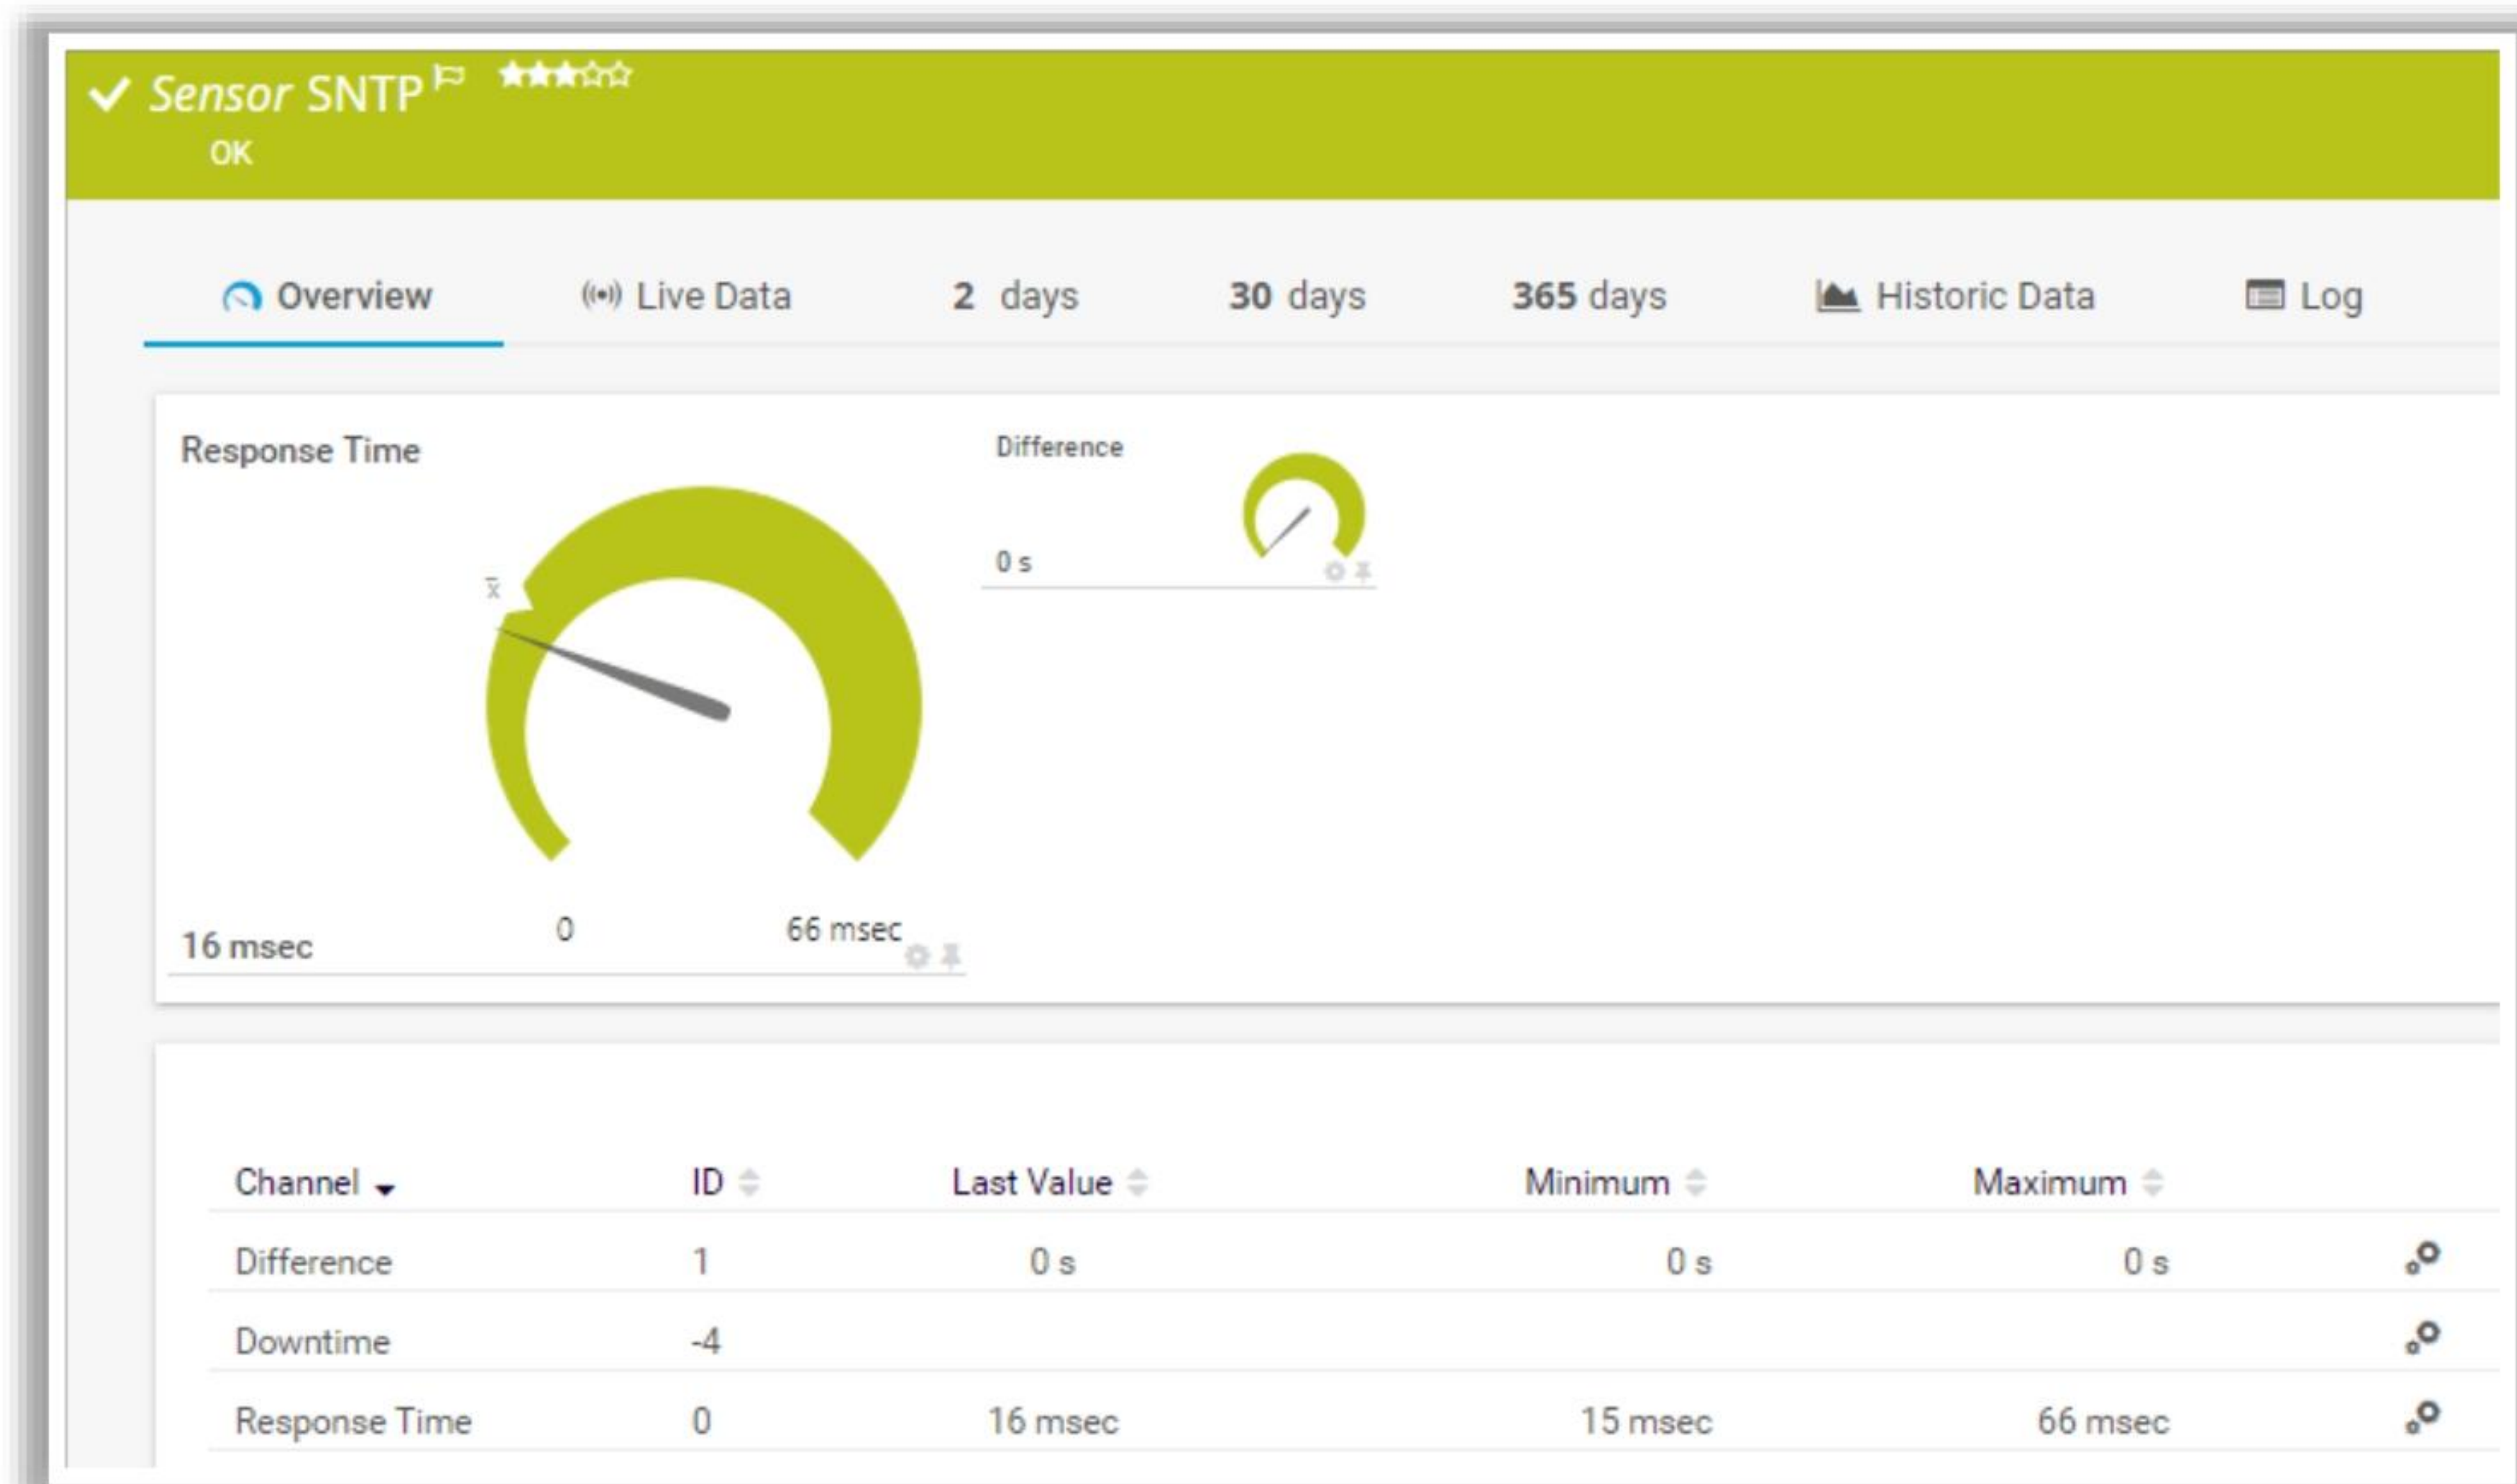 Sensor SNTP
OK
Overview Live Data 2 days 30 days 365 days Historic Data Log
Response Time
x̄
0
66 msec
16 msec
Difference
0 s
Channel ID Last Value Minimum Maximum
Difference 1 0 s 0 s 0 s
Downtime -4
Response Time 0 16 msec 15 msec 66 msec